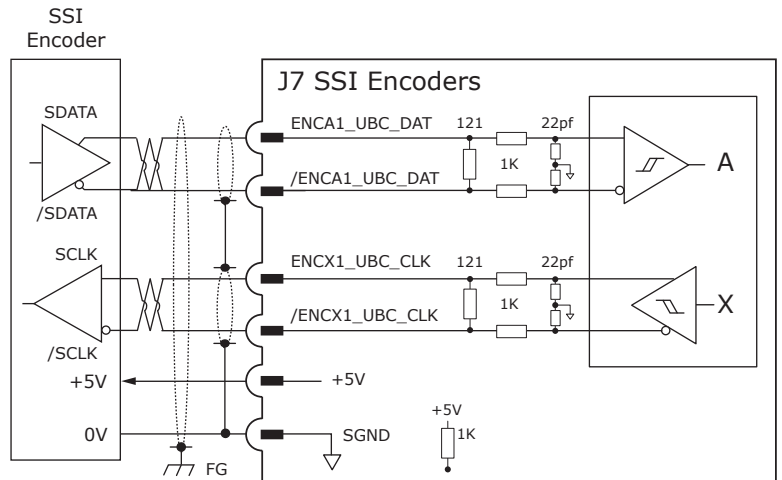 SSI
Encoder
J7 SSI Encoders
SDATA
ENCA1_UBC_DAT
121
22pf
1K
A
/ENCA1_UBC_DAT
/SDATA
SCLK
ENCX1_UBC_CLK
121
22pf
1K
X
/ENCX1_UBC_CLK
/SCLK
+5V
+5V
+5V
0V
SGND
1K
FG